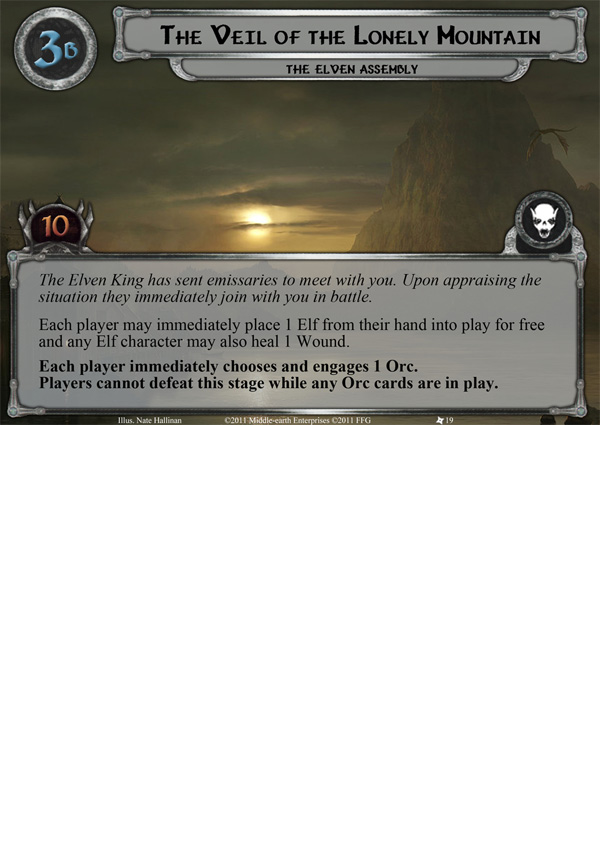 3B
The Veil of the Lonely Mountain
The Elven Assembly
10
The Elven King has sent emissaries to meet with you. Upon appraising the
situation they immediately join with you in battle.
Each player may immediately place 1 Elf from their hand into play for free
and any Elf character may also heal 1 Wound.
Each player immediately chooses and engages 1 Orc.
Players cannot defeat this stage while any Orc cards are in play.
Illus. Nate Hallinan ©2011 Middle-earth Enterprises ©2011 FFG 19